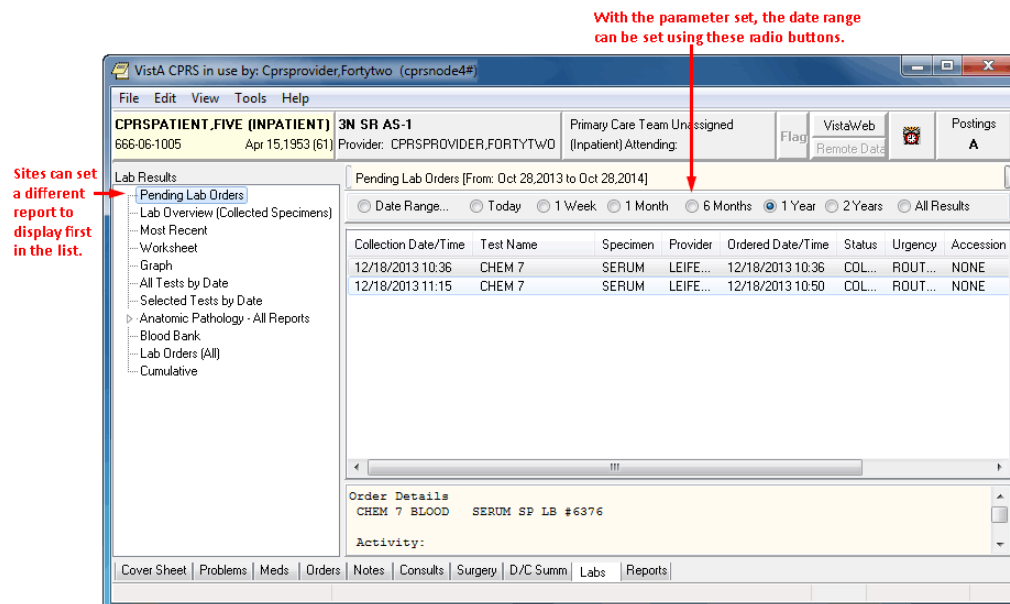 With the parameter set, the date range
can be set using these radio buttons.
VistA CPRS in use by: Cprsprovider,Fortytwo (cprsnode4#)
File Edit View Tools Help
CPRSPATIENT,FIVE (INPATIENT) 3N SR AS-1 Primary Care Team Unassigned Flag VistaWeb Postings
666-06-1005 Apr 15,1953 (61) Provider: CPRSPROVIDER,FORTYTWO (Inpatient) Attending: Remote Data A
Sites can set
a different
report to
display first
in the list.
Lab Results
Pending Lab Orders
Lab Overview (Collected Specimens)
Most Recent
Worksheet
Graph
All Tests by Date
Selected Tests by Date
Anatomic Pathology - All Reports
Blood Bank
Lab Orders (All)
Cumulative
Pending Lab Orders [From: Oct 28,2013 to Oct 28,2014]
Date Range... Today 1 Week 1 Month 6 Months 1 Year 2 Years All Results
Collection Date/Time Test Name Specimen Provider Ordered Date/Time Status Urgency Accession
12/18/2013 10:36 CHEM 7 SERUM LEIFE... 12/18/2013 10:36 COL... ROUT... NONE
12/18/2013 11:15 CHEM 7 SERUM LEIFE... 12/18/2013 10:50 COL... ROUT... NONE
Order Details
CHEM 7 BLOOD SERUM SP LB #6376
Activity:
Cover Sheet Problems Meds Orders Notes Consults Surgery D/C Summ Labs Reports